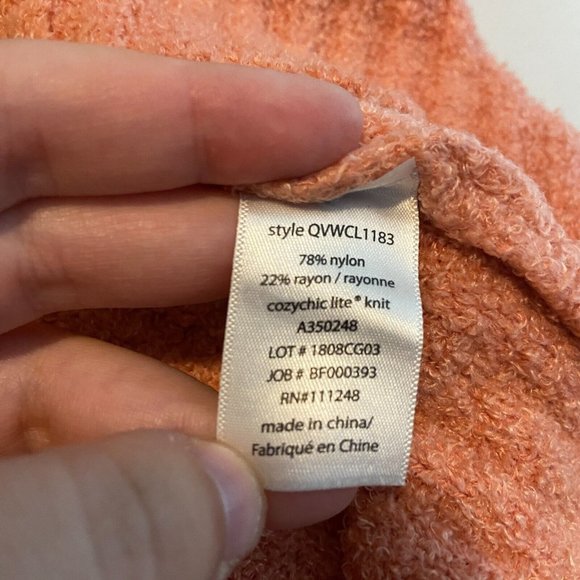 style QVWCL1183
78% nylon
22% rayon / rayonne
cozychic lite® knit
A350248
LOT # 1808CG03
JOB # BF000393
RN#111248
made in china/
Fabriqué en Chine